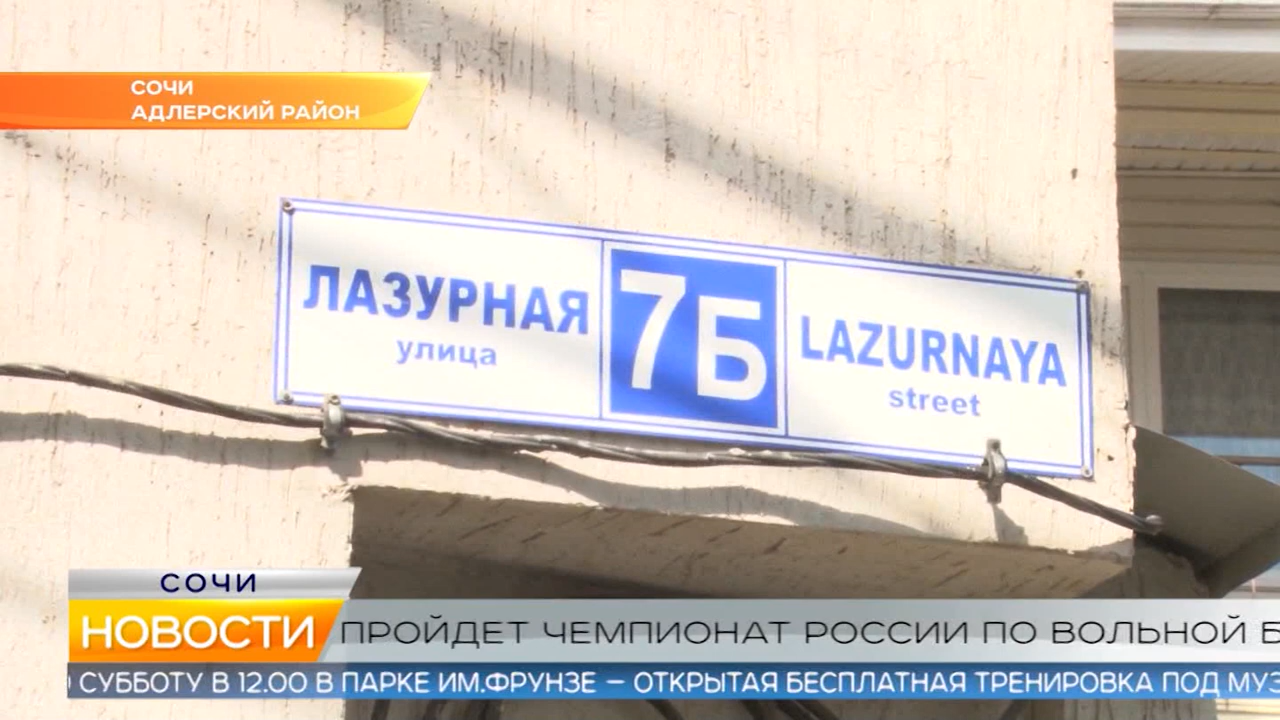 СОЧИ
АДЛЕРСКИЙ РАЙОН
ЛАЗУРНАЯ
улица
7Б
LAZURNAYA
street
СОЧИ
НОВОСТИ
ПРОЙДЕТ ЧЕМПИОНАТ РОССИИ ПО ВОЛЬНОЙ
СУББОТУ В 12.00 В ПАРКЕ ИМ.ФРУНЗЕ – ОТКРЫТАЯ БЕСПЛАТНАЯ ТРЕНИРОВКА ПОД